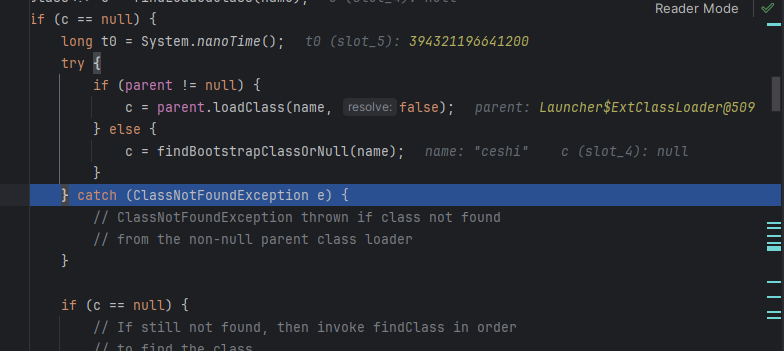 Reader Mode
if (c == null) {
long t0 = System.nanoTime(); t0 (slot_5): 394321196641200
try {
if (parent != null) {
c = parent.loadClass(name, resolve: false); parent: Launcher$ExtClassLoader@509
} else {
c = findBootstrapClassOrNull(name); name: "ceshi" c (slot_4): null
}
} catch (ClassNotFoundException e) {
// ClassNotFoundException thrown if class not found
// from the non-null parent class loader
}
if (c == null) {
// If still not found, then invoke findClass in order
// to find the class